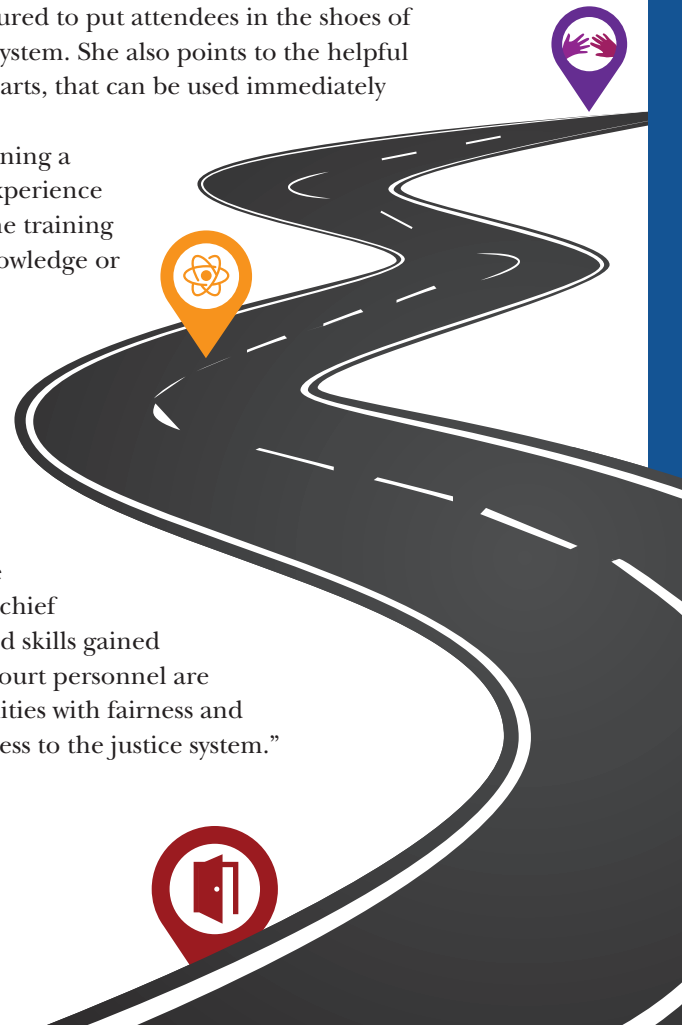 ured to put attendees in the shoes of
ystem. She also points to the helpful
arts, that can be used immediately
ning a
xperience
ne training
owledge or
chief
d skills gained
ourt personnel are
ities with fairness and
ess to the justice system.”